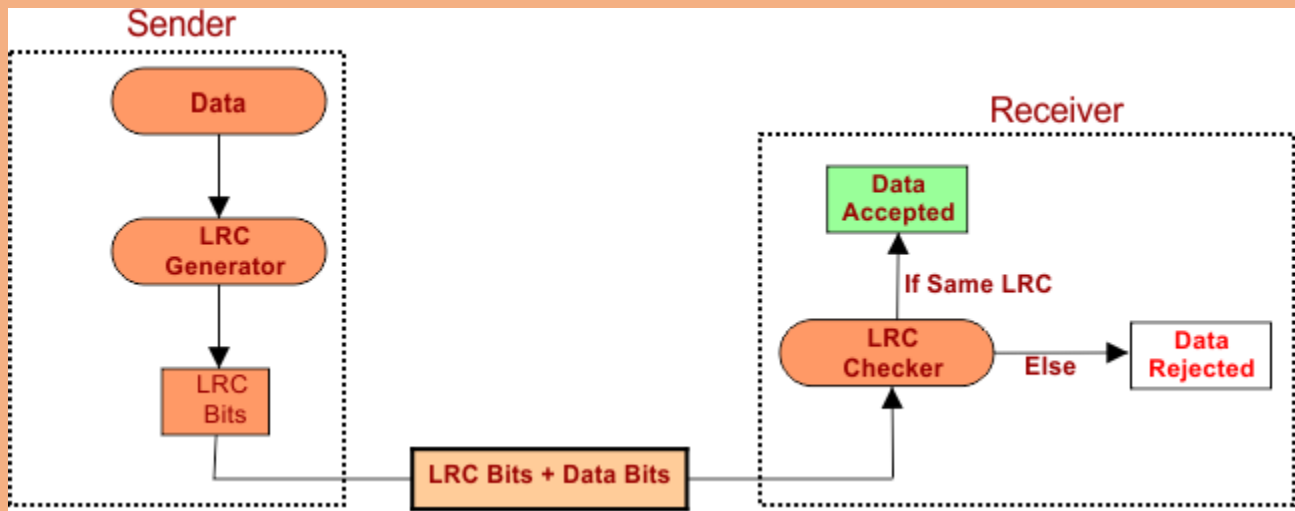 Sender
Data
LRC
Generator
LRC
Bits
LRC Bits + Data Bits
Receiver
Data
Accepted
If Same LRC
LRC
Checker
Else
Data
Rejected